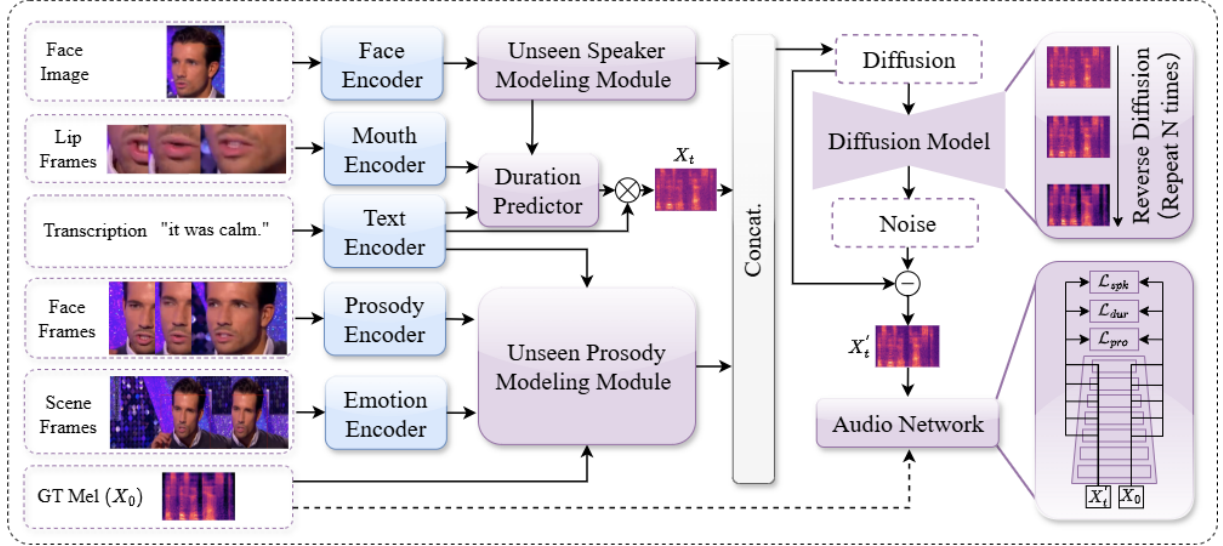 Face
Image
Face
Encoder
Unseen Speaker
Modeling Module
Lip
Frames
Mouth
Encoder
Duration
Predictor
X_t
Transcription "it was calm."
Text
Encoder
Face
Frames
Prosody
Encoder
Unseen Prosody
Modeling Module
Scene
Frames
Emotion
Encoder
GT Mel (X_0)
Concat.
Diffusion
Diffusion Model
Noise
X_t'
Audio Network
Reverse Diffusion
(Repeat N times)
ℒ_spk
ℒ_dur
ℒ_pro
X_t' X_0